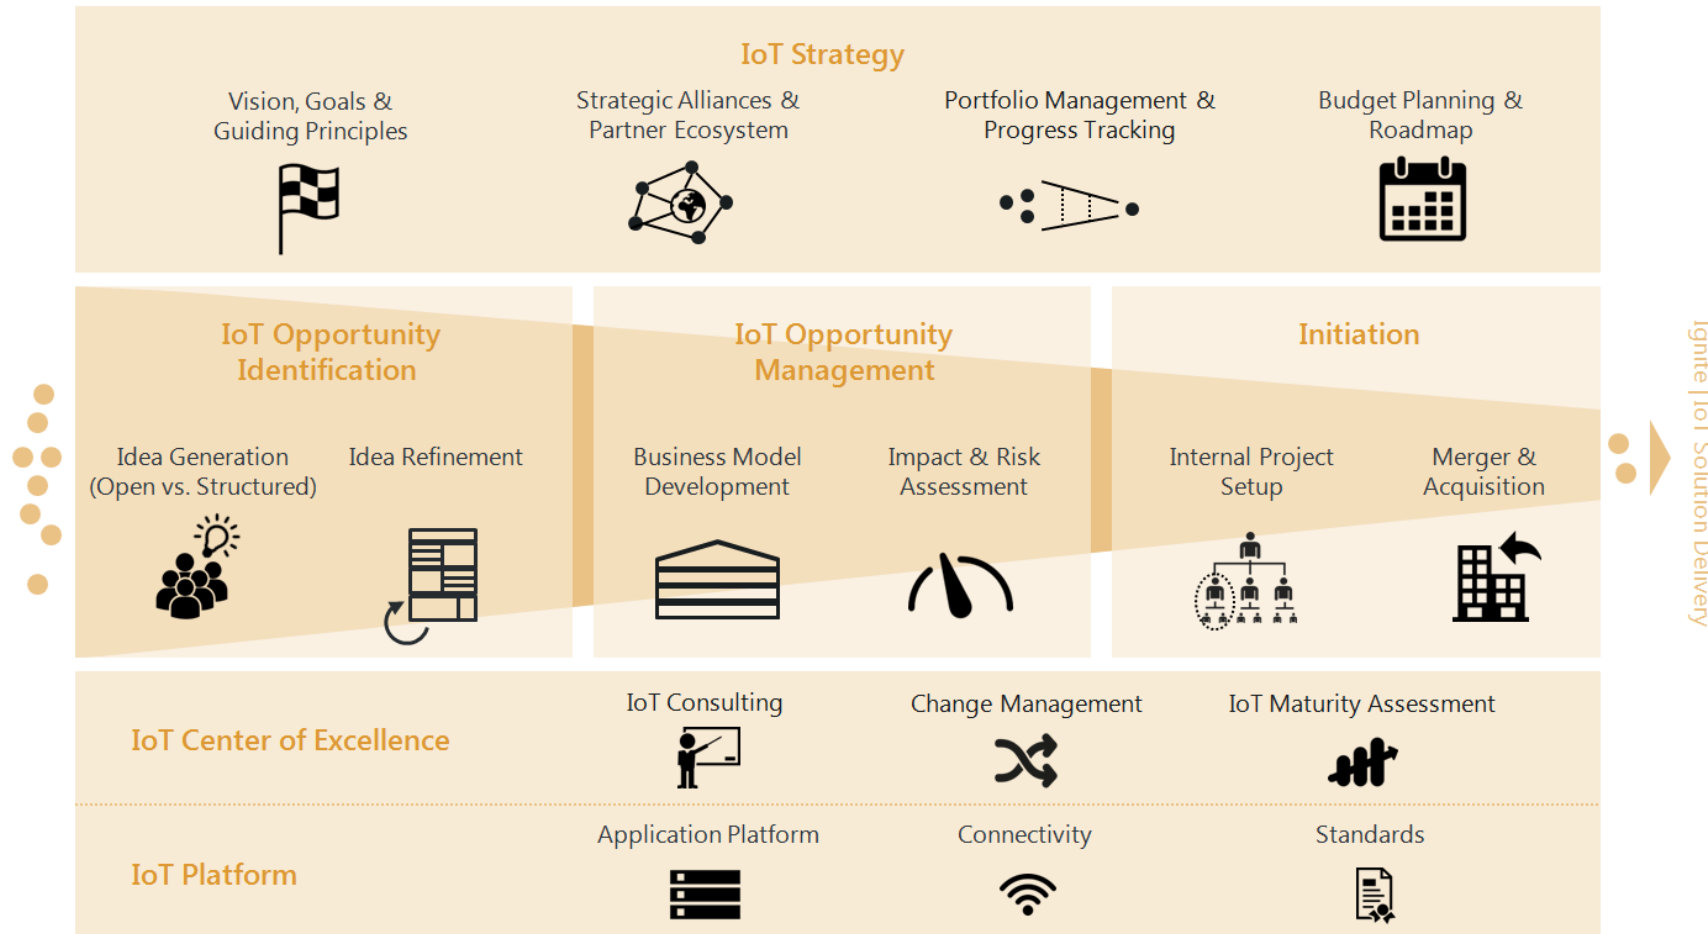 IoT Strategy
Vision, Goals &
Guiding Principles
Strategic Alliances &
Partner Ecosystem
Portfolio Management &
Progress Tracking
Budget Planning &
Roadmap
IoT Opportunity
Identification
Idea Generation
(Open vs. Structured)
Idea Refinement
IoT Opportunity
Management
Business Model
Development
Impact & Risk
Assessment
Initiation
Internal Project
Setup
Merger &
Acquisition
Ignite | IoT Solution Delivery
IoT Center of Excellence
IoT Consulting
Change Management
IoT Maturity Assessment
IoT Platform
Application Platform
Connectivity
Standards